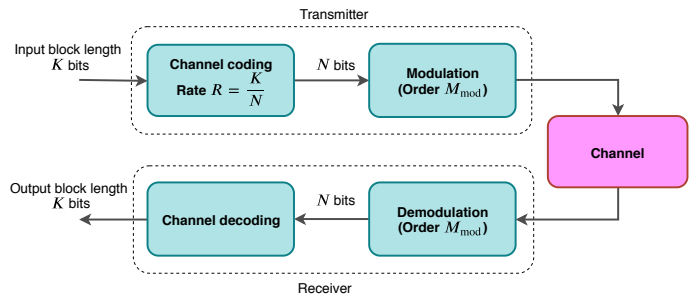 Transmitter
Input block length
K bits
Channel coding
Rate R = K/N
N bits
Modulation
(Order M_mod)
Channel
Output block length
K bits
Channel decoding
N bits
Demodulation
(Order M_mod)
Receiver